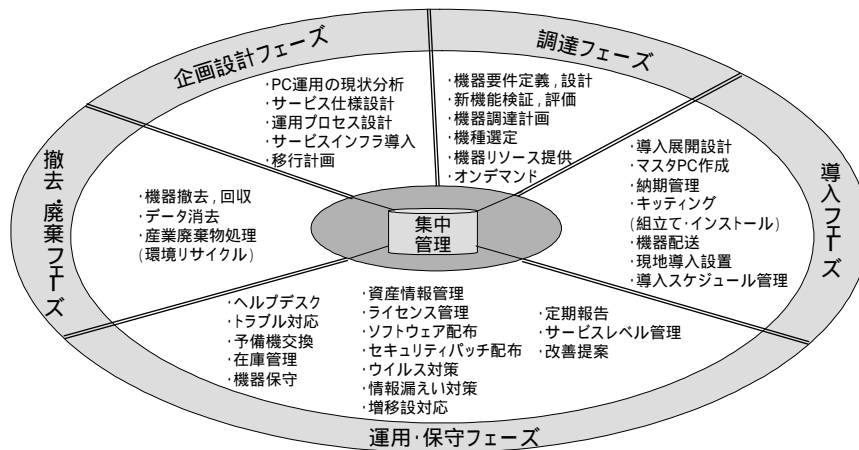 企画設計フェーズ
・PC運用の現状分析
・サービス仕様設計
・運用プロセス設計
・サービスインフラ導入
・移行計画
調達フェーズ
・機器要件定義,設計
・新機能検証,評価
・機器調達計画
・機種選定
・機器リソース提供
・オンデマンド
導入フェーズ
・導入展開設計
・マスタPC作成
・納期管理
・キッティング
(組立て・インストール)
・機器配送
・現地導入設置
・導入スケジュール管理
撤去・廃棄フェーズ
・機器撤去,回収
・データ消去
・産業廃棄物処理
(環境リサイクル)
集中
管理
・ヘルプデスク
・トラブル対応
・予備機交換
・在庫管理
・機器保守
・資産情報管理
・ライセンス管理
・ソフトウェア配布
・セキュリティパッチ配布
・ウイルス対策
・情報漏えい対策
・増移設対応
・定期報告
・サービスレベル管理
・改善提案
運用・保守フェーズ